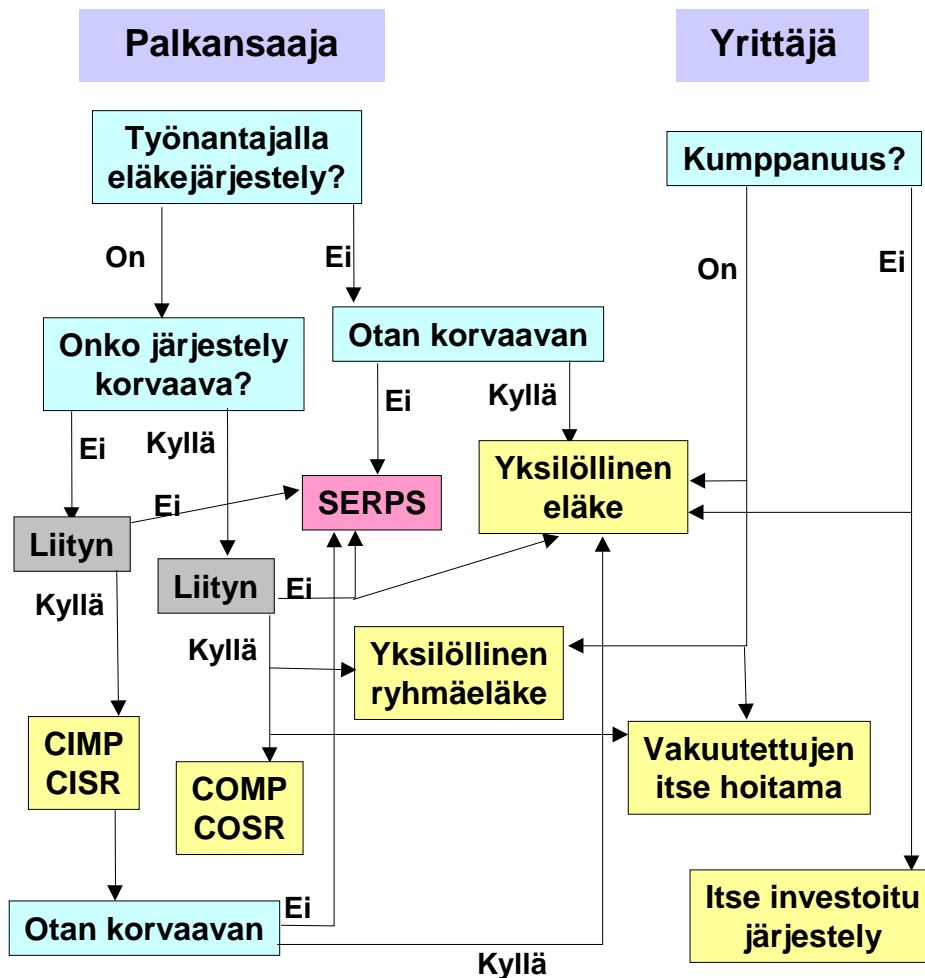 Palkansaaja
Yrittäjä
Työnantajalla
eläkejärjestely?
Kumppanuus?
On
Ei
On
Ei
Onko järjestely
korvaava?
Otan korvaavan
Ei
Kyllä
Ei
Kyllä
Yksilöllinen
eläke
SERPS
Ei
Liityn
Liityn
Ei
Kyllä
Kyllä
Yksilöllinen
ryhmäeläke
CIMP
CISR
COMP
COSR
Vakuutettujen
itse hoitama
Otan korvaavan
Ei
Kyllä
Itse investoitu
järjestely